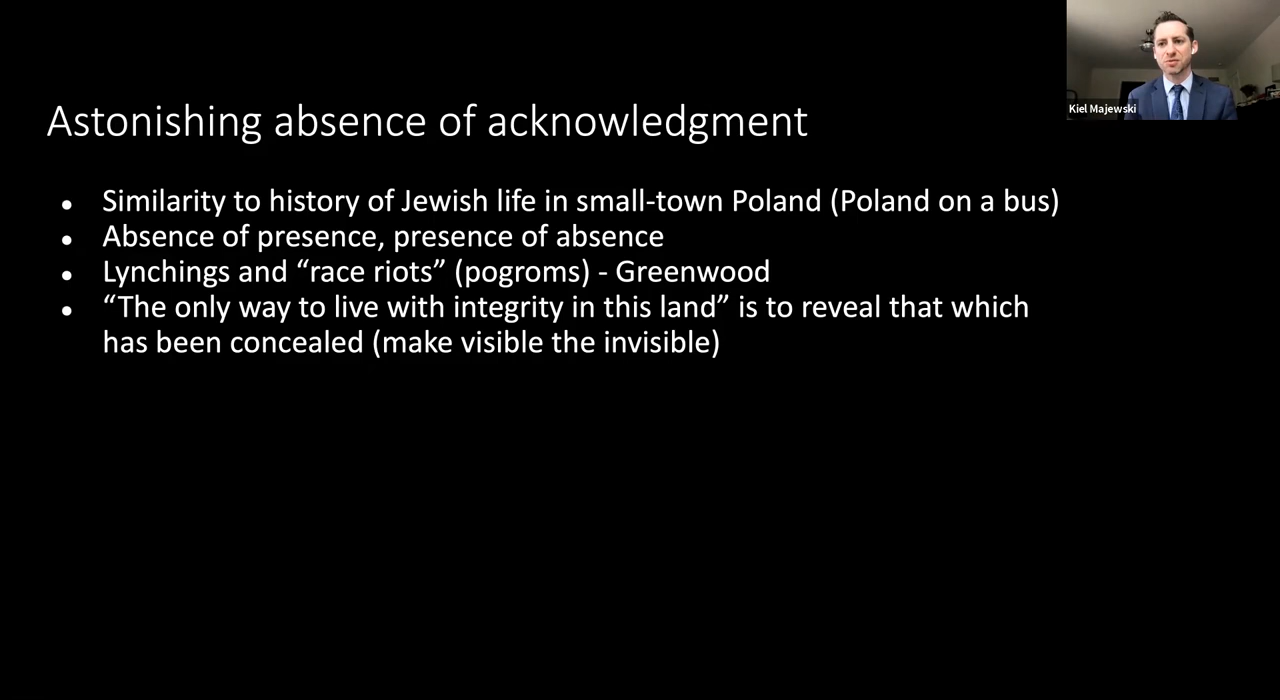 Astonishing absence of acknowledgment
Kiel Majewski
• Similarity to history of Jewish life in small-town Poland (Poland on a bus)
• Absence of presence, presence of absence
• Lynchings and “race riots” (pogroms) - Greenwood
• “The only way to live with integrity in this land” is to reveal that which
has been concealed (make visible the invisible)